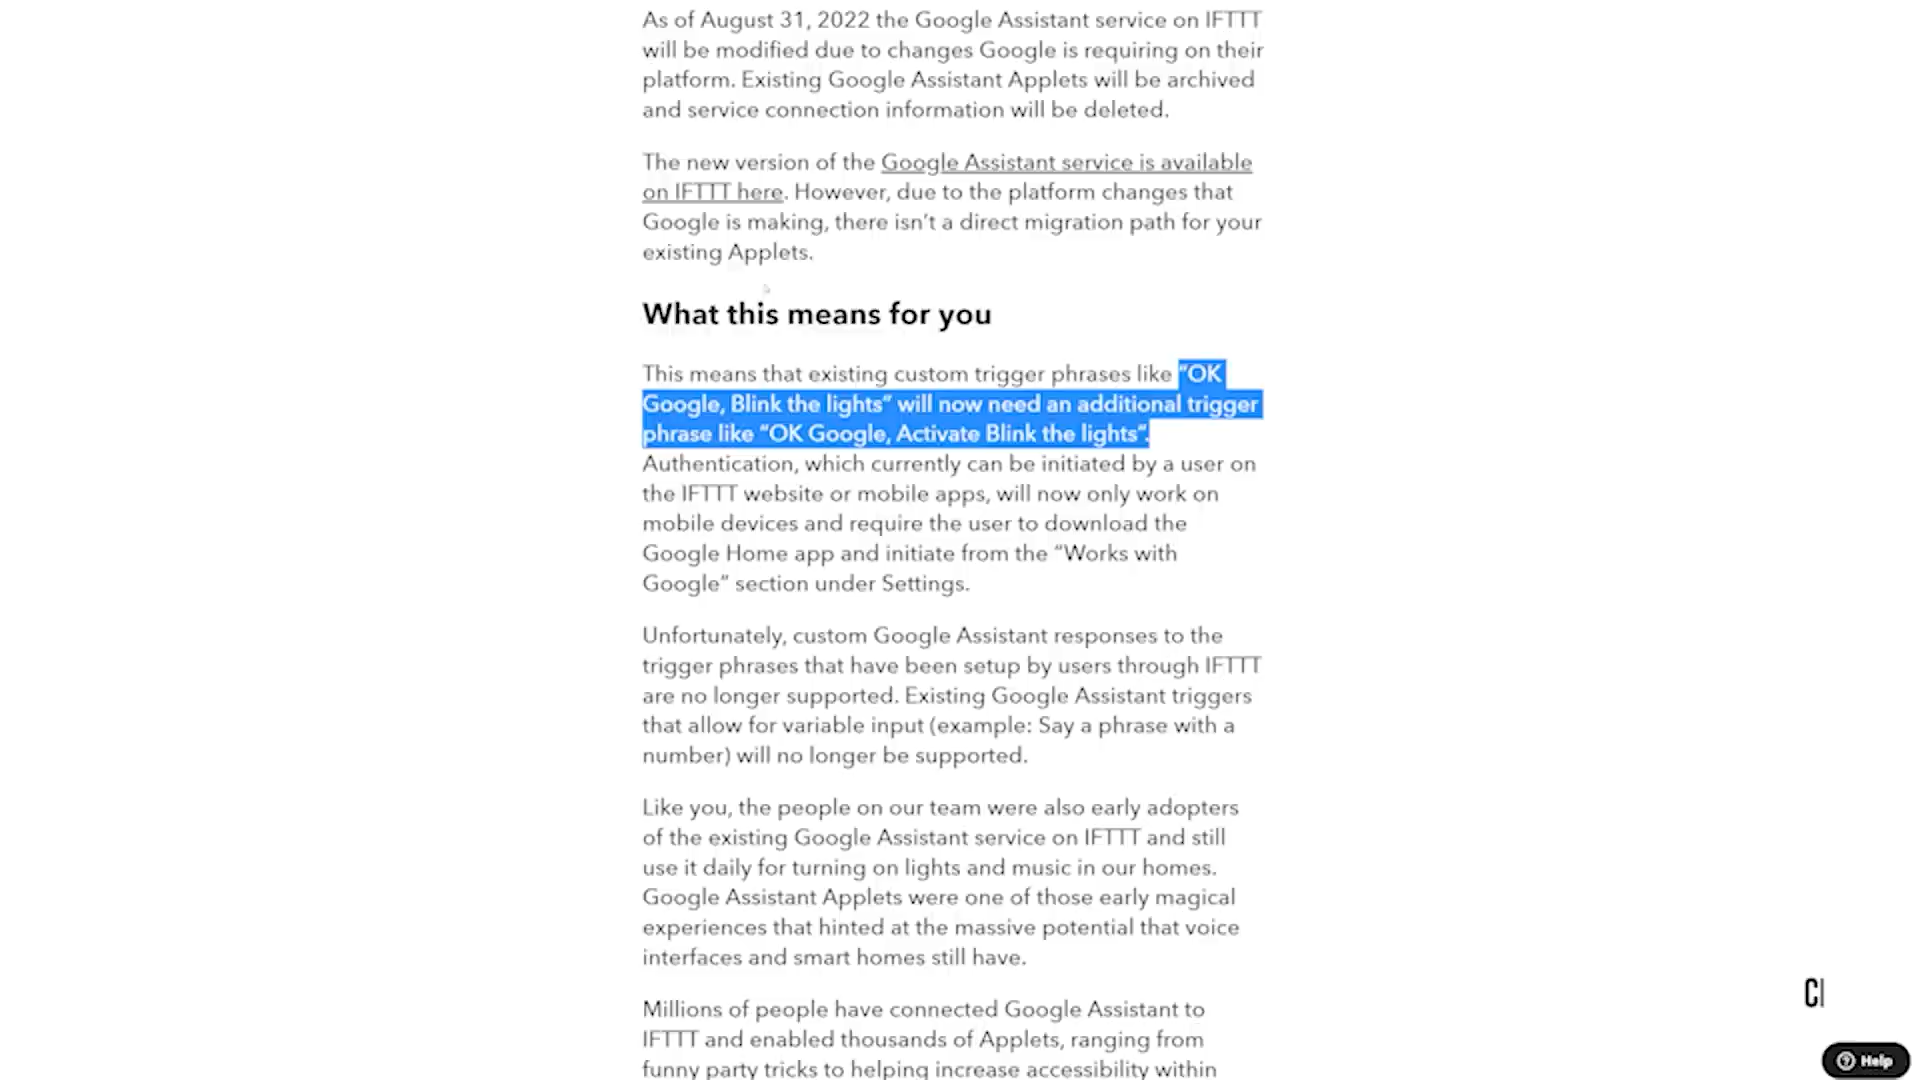 As of August 31, 2022 the Google Assistant service on IFTTT
will be modified due to changes Google is requiring on their
platform. Existing Google Assistant Applets will be archived
and service connection information will be deleted.
The new version of the Google Assistant service is available
on IFTTT here. However, due to the platform changes that
Google is making, there isn’t a direct migration path for your
existing Applets.
What this means for you
This means that existing custom trigger phrases like “OK
Google, Blink the lights” will now need an additional trigger
phrase like “OK Google, Activate Blink the lights”.
Authentication, which currently can be initiated by a user on
the IFTTT website or mobile apps, will now only work on
mobile devices and require the user to download the
Google Home app and initiate from the “Works with
Google” section under Settings.
Unfortunately, custom Google Assistant responses to the
trigger phrases that have been setup by users through IFTTT
are no longer supported. Existing Google Assistant triggers
that allow for variable input (example: Say a phrase with a
number) will no longer be supported.
Like you, the people on our team were also early adopters
of the existing Google Assistant service on IFTTT and still
use it daily for turning on lights and music in our homes.
Google Assistant Applets were one of those early magical
experiences that hinted at the massive potential that voice
interfaces and smart homes still have.
Millions of people have connected Google Assistant to
IFTTT and enabled thousands of Applets, ranging from
funny party tricks to helping increase accessibility within
Help